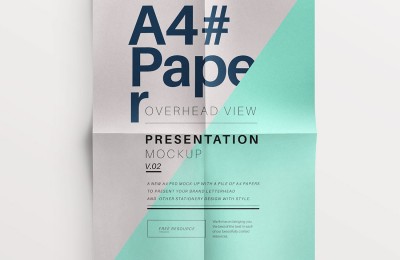 A4#
Pape
r
OVERHEAD VIEW
PRESENTATION
MOCKUP
V.02
A NEW A4 PSD MOCK-UP WITH A PILE OF A4 PAPERS
TO PRESENT YOUR BRAND LETTERHEAD
AND OTHER STATIONERY DESIGN WITH STYLE.
FREE RESOURCE